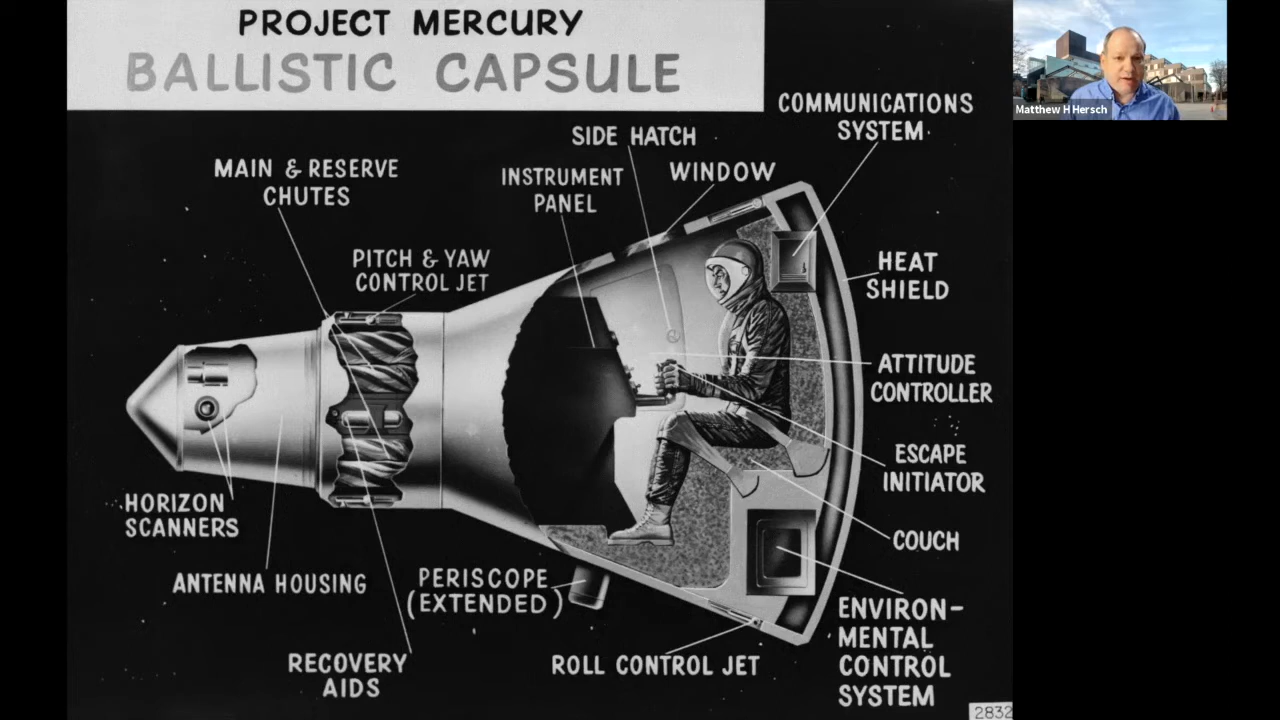 PROJECT MERCURY
BALLISTIC CAPSULE
Matthew H Hersch
COMMUNICATIONS
SYSTEM
SIDE HATCH
MAIN & RESERVE
CHUTES
INSTRUMENT
PANEL
WINDOW
PITCH & YAW
CONTROL JET
HEAT
SHIELD
ATTITUDE
CONTROLLER
ESCAPE
INITIATOR
HORIZON
SCANNERS
COUCH
ANTENNA HOUSING
PERISCOPE
(EXTENDED)
ENVIRON-
MENTAL
CONTROL
SYSTEM
RECOVERY
AIDS
ROLL CONTROL JET
2832